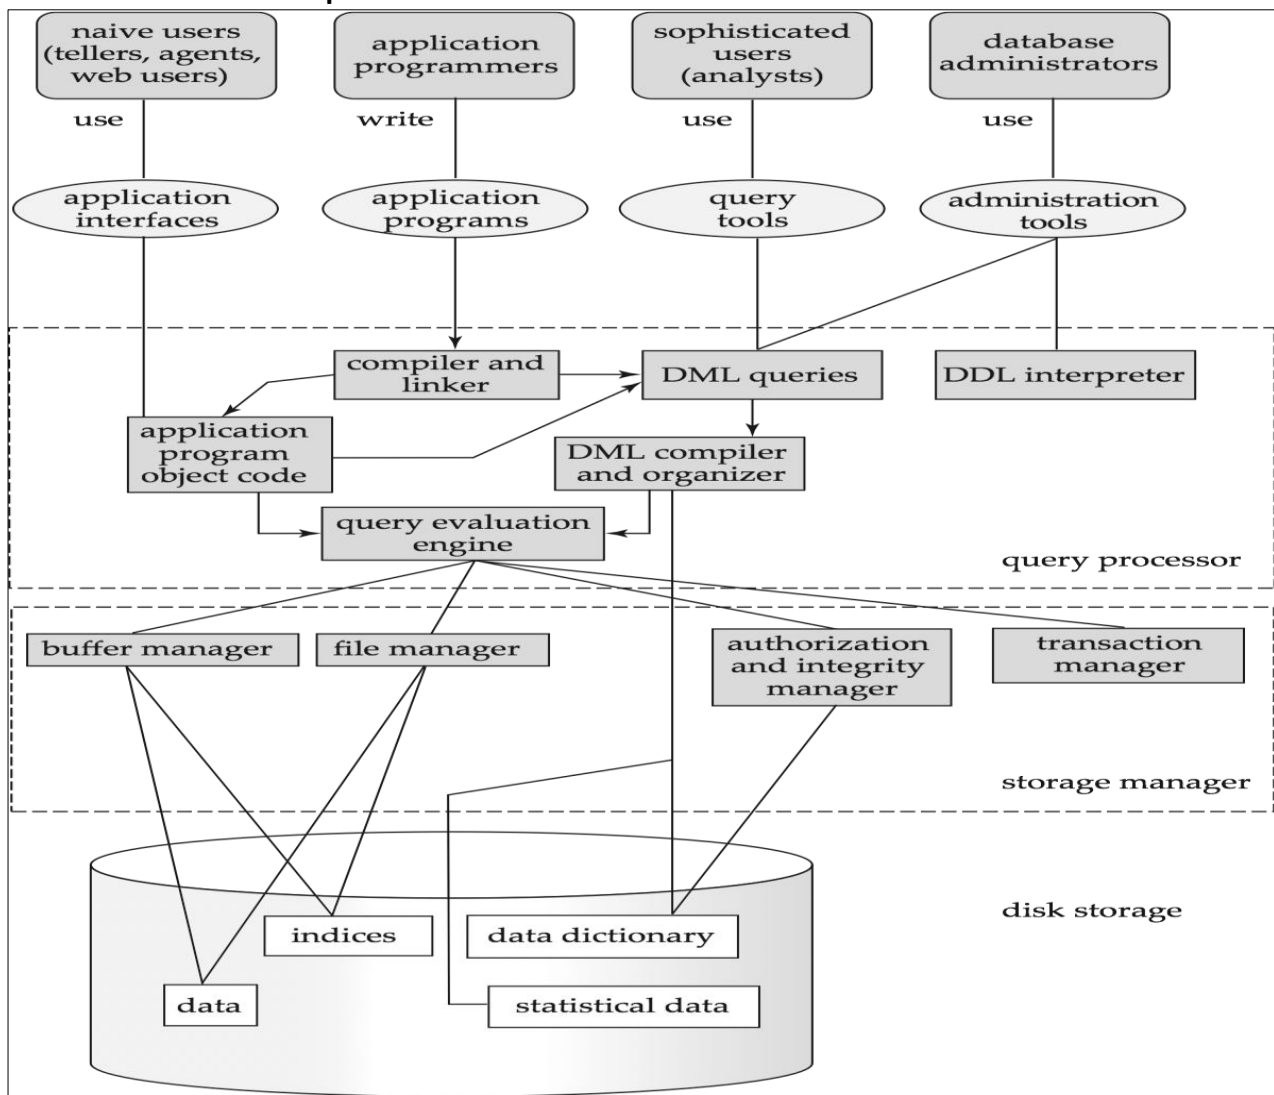 naive users
(tellers, agents,
web users)
application
programmers
sophisticated
users
(analysts)
database
administrators
use
write
use
use
application
interfaces
application
programs
query
tools
administration
tools
compiler and
linker
DML queries
DDL interpreter
application
program
object code
DML compiler
and organizer
query evaluation
engine
query processor
buffer manager
file manager
authorization
and integrity
manager
transaction
manager
storage manager
disk storage
indices
data dictionary
data
statistical data